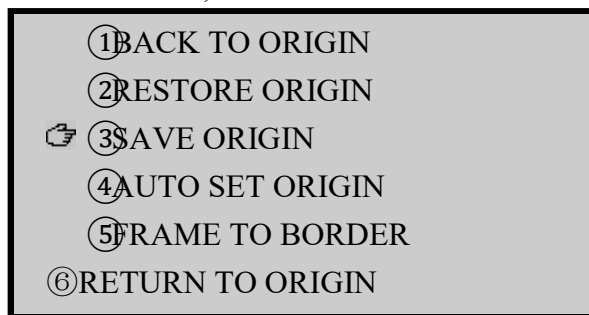 ①BACK TO ORIGIN
②RESTORE ORIGIN
③SAVE ORIGIN
④AUTO SET ORIGIN
⑤FRAME TO BORDER
⑥RETURN TO ORIGIN